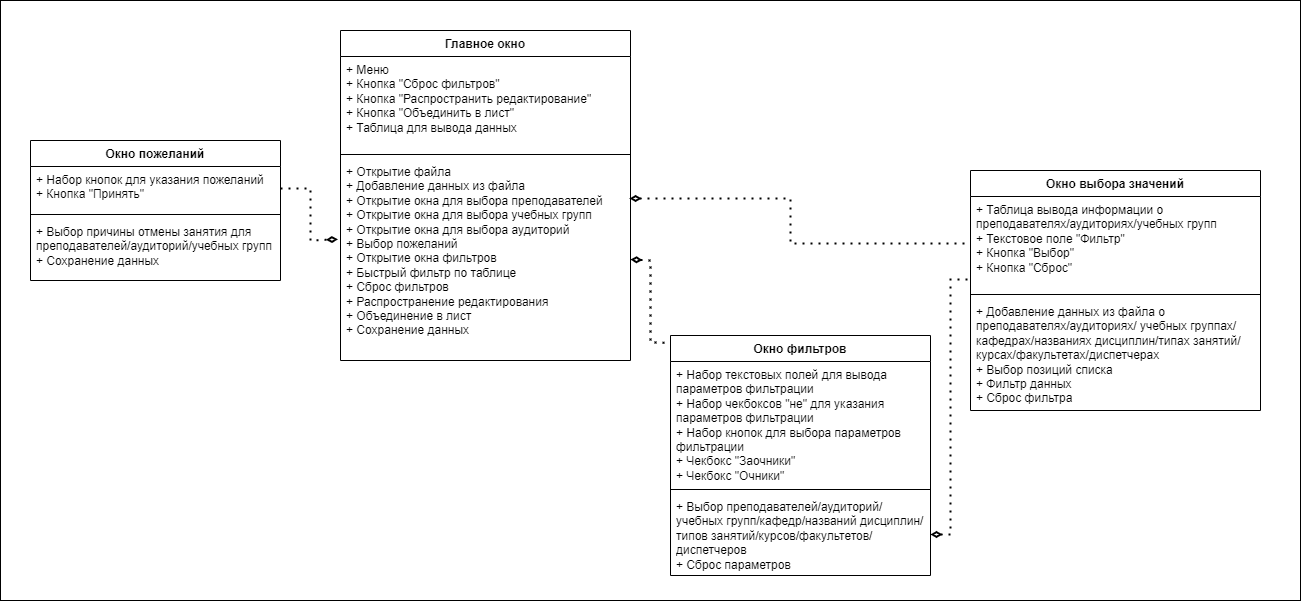 Главное окно
+ Меню
+ Кнопка "Сброс фильтров"
+ Кнопка "Распространить редактирование"
+ Кнопка "Объединить в лист"
+ Таблица для вывода данных
+ Открытие файла
+ Добавление данных из файла
+ Открытие окна для выбора преподавателей
+ Открытие окна для выбора учебных групп
+ Открытие окна для выбора аудиторий
+ Выбор пожеланий
+ Открытие окна фильтров
+ Быстрый фильтр по таблице
+ Сброс фильтров
+ Распространение редактирования
+ Объединение в лист
+ Сохранение данных
Окно пожеланий
+ Набор кнопок для указания пожеланий
+ Кнопка "Принять"
+ Выбор причины отмены занятия для
преподавателей/аудиторий/учебных групп
+ Сохранение данных
Окно выбора значений
+ Таблица вывода информации о
преподавателях/аудиториях/учебных групп
+ Текстовое поле "Фильтр"
+ Кнопка "Выбор"
+ Кнопка "Сброс"
+ Добавление данных из файла о
преподавателях/аудиториях/ учебных группах/
кафедрах/названиях дисциплин/типах занятий/
курсах/факультетах/диспетчерах
+ Выбор позиций списка
+ Фильтр данных
+ Сброс фильтра
Окно фильтров
+ Набор текстовых полей для вывода
параметров фильтрации
+ Набор чекбоксов "не" для указания
параметров фильтрации
+ Набор кнопок для выбора параметров
фильтрации
+ Чекбокс "Заочники"
+ Чекбокс "Очники"
+ Выбор преподавателей/аудиторий/
учебных групп/кафедр/названий дисциплин/
типов занятий/курсов/факультетов/
диспетчеров
+ Сброс параметров